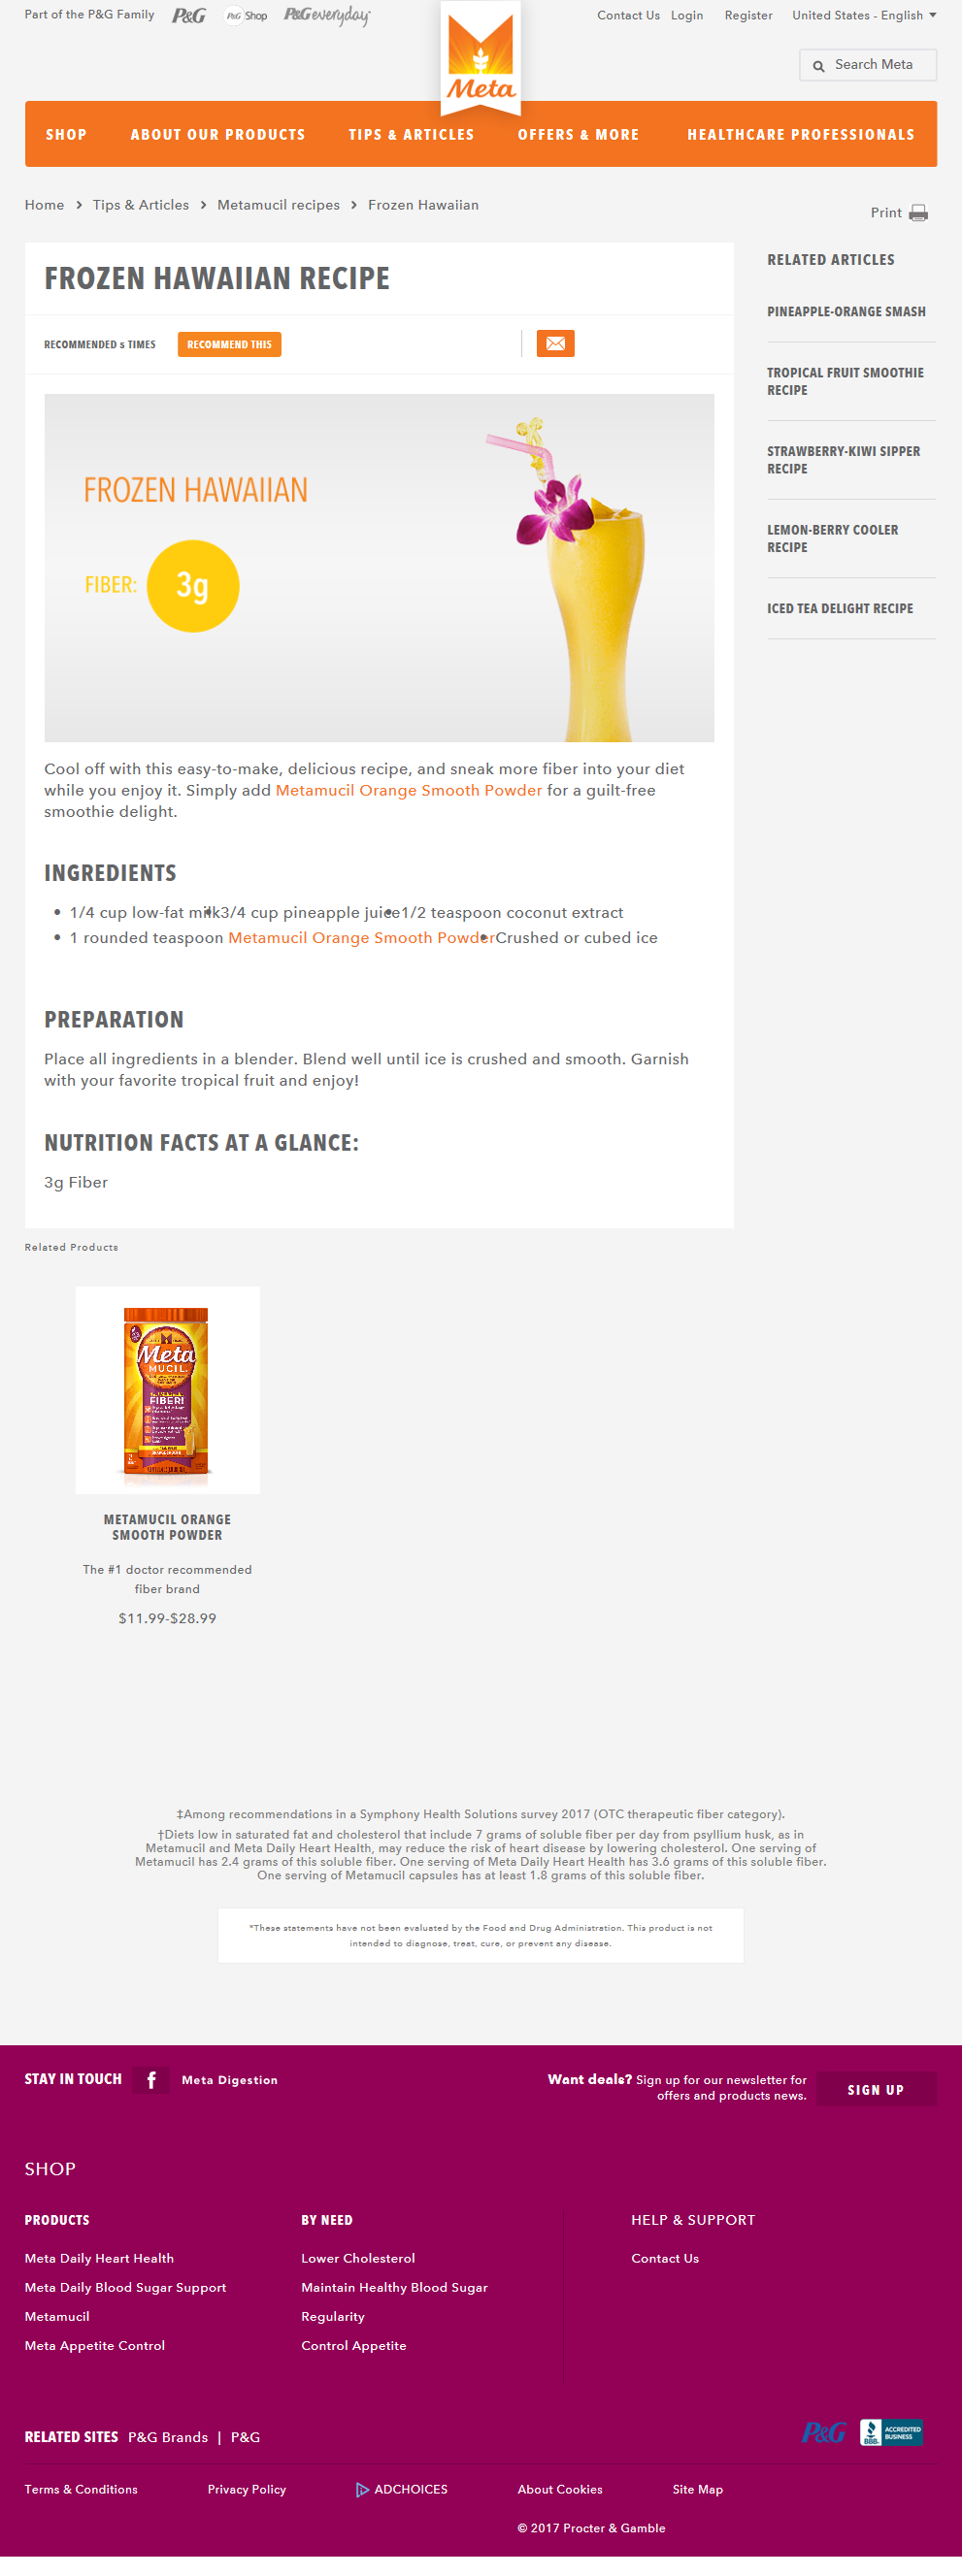 Part of the P&G Family P&G P&G Shop P&G everyday
Contact Us Login Register United States - English
Meta
Search Meta
SHOP ABOUT OUR PRODUCTS TIPS & ARTICLES OFFERS & MORE HEALTHCARE PROFESSIONALS
Home > Tips & Articles > Metamucil recipes > Frozen Hawaiian
Print
FROZEN HAWAIIAN RECIPE
RECOMMENDED 5 TIMES RECOMMEND THIS
FROZEN HAWAIIAN
FIBER: 3g
Cool off with this easy-to-make, delicious recipe, and sneak more fiber into your diet
while you enjoy it. Simply add Metamucil Orange Smooth Powder for a guilt-free
smoothie delight.
INGREDIENTS
• 1/4 cup low-fat milk
• 3/4 cup pineapple juice
• 1/2 teaspoon coconut extract
• 1 rounded teaspoon Metamucil Orange Smooth Powder
• Crushed or cubed ice
PREPARATION
Place all ingredients in a blender. Blend well until ice is crushed and smooth. Garnish
with your favorite tropical fruit and enjoy!
NUTRITION FACTS AT A GLANCE:
3g Fiber
RELATED ARTICLES
PINEAPPLE-ORANGE SMASH
TROPICAL FRUIT SMOOTHIE
RECIPE
STRAWBERRY-KIWI SIPPER
RECIPE
LEMON-BERRY COOLER
RECIPE
ICED TEA DELIGHT RECIPE
Related Products
Meta
MUCIL
FIBER!
METAMUCIL ORANGE
SMOOTH POWDER
The #1 doctor recommended
fiber brand
$11.99-$28.99
‡Among recommendations in a Symphony Health Solutions survey 2017 (OTC therapeutic fiber category).
†Diets low in saturated fat and cholesterol that include 7 grams of soluble fiber per day from psyllium husk, as in
Metamucil and Meta Daily Heart Health, may reduce the risk of heart disease by lowering cholesterol. One serving of
Metamucil has 2.4 grams of this soluble fiber. One serving of Meta Daily Heart Health has 3.6 grams of this soluble fiber.
One serving of Metamucil capsules has at least 1.8 grams of this soluble fiber.
*These statements have not been evaluated by the Food and Drug Administration. This product is not
intended to diagnose, treat, cure, or prevent any disease.
STAY IN TOUCH f Meta Digestion
Want deals? Sign up for our newsletter for
offers and products news.
SIGN UP
SHOP
PRODUCTS
Meta Daily Heart Health
Meta Daily Blood Sugar Support
Metamucil
Meta Appetite Control
BY NEED
Lower Cholesterol
Maintain Healthy Blood Sugar
Regularity
Control Appetite
HELP & SUPPORT
Contact Us
RELATED SITES P&G Brands | P&G
P&G
BBB. ACCREDITED
BUSINESS
Terms & Conditions Privacy Policy ADCHOICES About Cookies Site Map
© 2017 Procter & Gamble